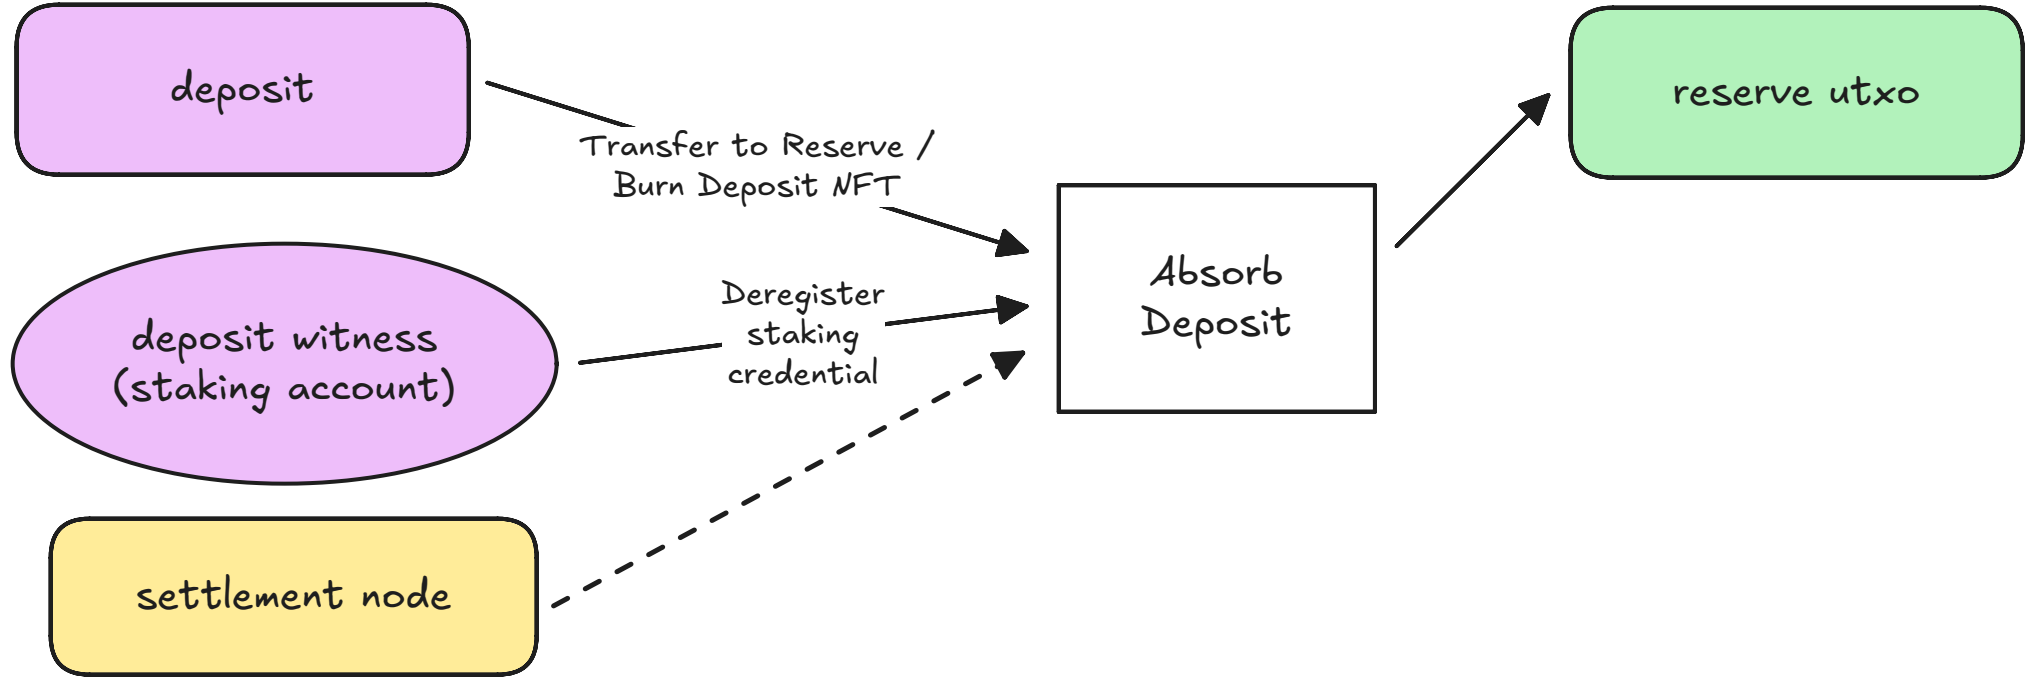 deposit
Transfer to Reserve /
Burn Deposit NFT
reserve utxo
deposit witness
(staking account)
Deregister
staking
credential
Absorb
Deposit
settlement node